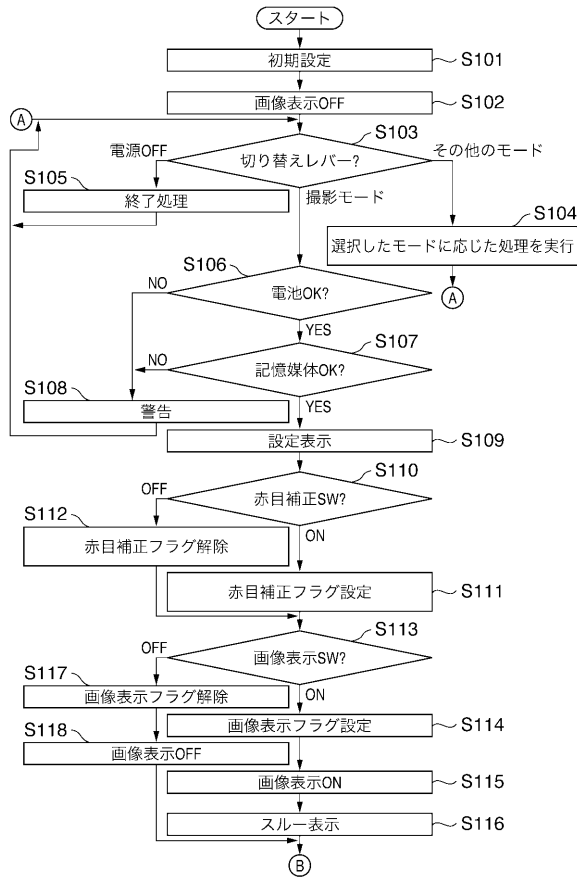 スタート
初期設定
S101
画像表示OFF
S102
A
S103
切り替えレバー?
電源OFF
その他のモード
S105
終了処理
撮影モード
S104
選択したモードに応じた処理を実行
A
S106
電池OK?
NO
YES
S107
記憶媒体OK?
NO
YES
S108
警告
設定表示
S109
S110
赤目補正SW?
OFF
ON
S112
赤目補正フラグ解除
赤目補正フラグ設定
S111
S113
画像表示SW?
OFF
ON
S117
画像表示フラグ解除
画像表示フラグ設定
S114
S118
画像表示OFF
画像表示ON
S115
スルー表示
S116
B